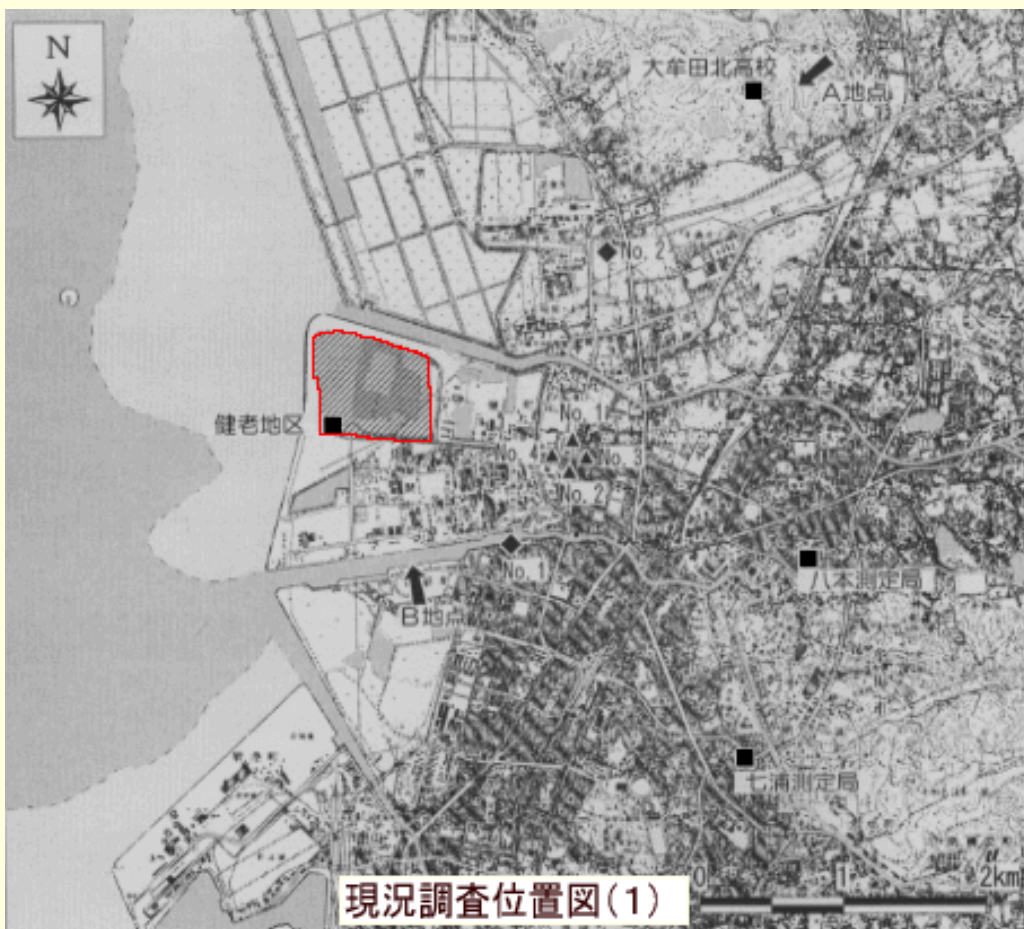 N
大牟田北高校
A地点
No. 2
健老地区
No. 1
No. 4
No. 3
No. 2
No. 1
八本測定局
B地点
七浦測定局
0 1 2km
現況調査位置図(1)